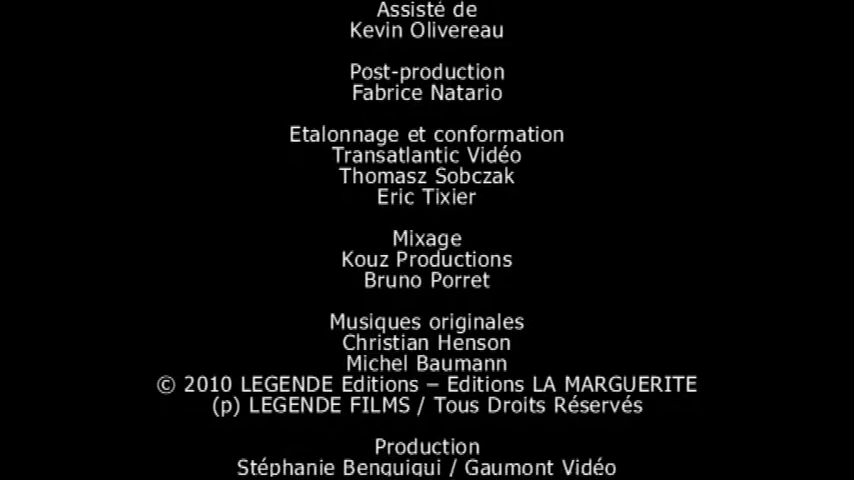 Assisté de
Kevin Olivereau
Post-production
Fabrice Natario
Etalonnage et conformation
Transatlantic Vidéo
Thomasz Sobczak
Eric Tixier
Mixage
Kouz Productions
Bruno Porret
Musiques originales
Christian Henson
Michel Baumann
© 2010 LEGENDE Editions – Editions LA MARGUERITE
(p) LEGENDE FILMS / Tous Droits Réservés
Production
Stéphanie Benguigui / Gaumont Vidéo